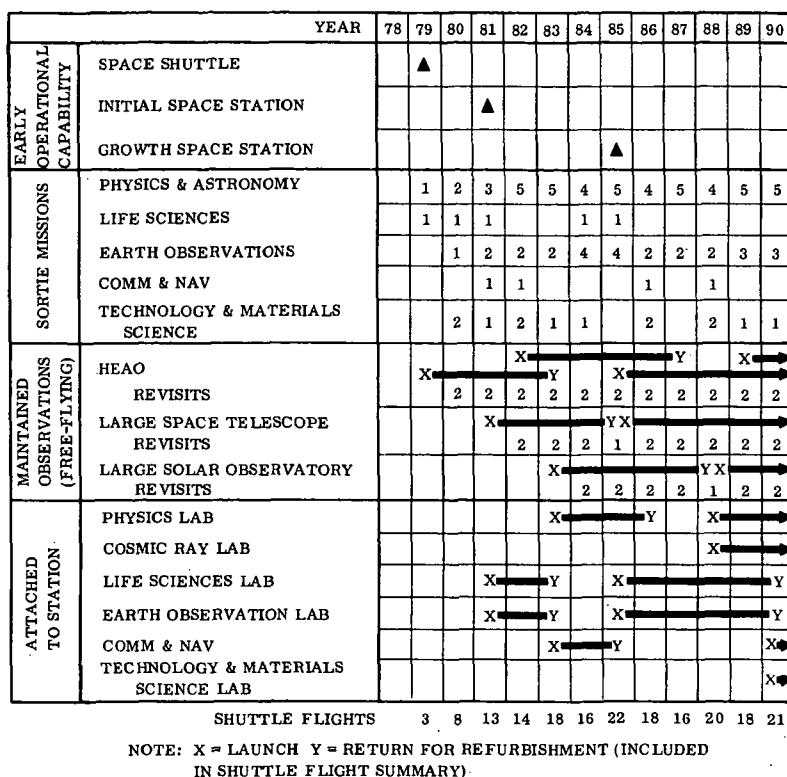 YEAR 78 79 80 81 82 83 84 85 86 87 88 89 90
EARLY OPERATIONAL CAPABILITY
SPACE SHUTTLE ▲
INITIAL SPACE STATION ▲
GROWTH SPACE STATION ▲
SORTIE MISSIONS
PHYSICS & ASTRONOMY 1 2 3 5 5 4 5 4 5 4 5 5
LIFE SCIENCES 1 1 1 1 1
EARTH OBSERVATIONS 1 2 2 2 4 4 2 2 2 3 3
COMM & NAV 1 1 1 1
TECHNOLOGY & MATERIALS
SCIENCE 2 1 2 1 1 2 2 1 1
MAINTAINED OBSERVATIONS (FREE-FLYING)
X Y X
HEAO X Y X
REVISITS 2 2 2 2 2 2 2 2 2 2 2
LARGE SPACE TELESCOPE X Y X
REVISITS 2 2 2 1 2 2 2 2 2
LARGE SOLAR OBSERVATORY X Y X
REVISITS 2 2 2 2 1 2 2
ATTACHED TO STATION
PHYSICS LAB X Y X
COSMIC RAY LAB X
LIFE SCIENCES LAB X Y X Y
EARTH OBSERVATION LAB X Y X Y
COMM & NAV X Y X
TECHNOLOGY & MATERIALS
SCIENCE LAB X
SHUTTLE FLIGHTS 3 8 13 14 18 16 22 18 16 20 18 21
NOTE: X = LAUNCH Y = RETURN FOR REFURBISHMENT (INCLUDED
IN SHUTTLE FLIGHT SUMMARY)